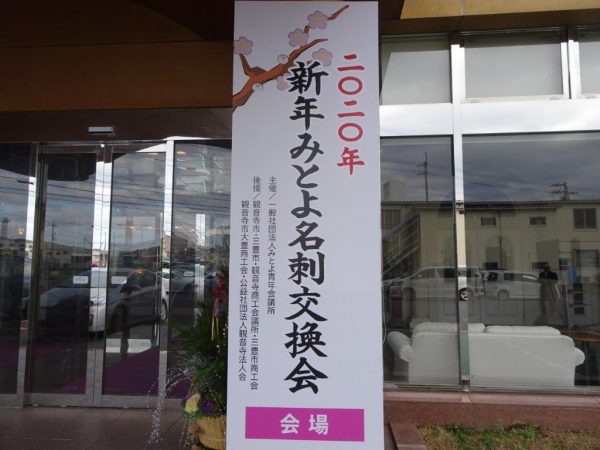 二〇二〇年
新年みとよ名刺交換会
主催／一般社団法人みとよ青年会議所
後援／観音寺市・三豊市・観音寺商工会議所・三豊市商工会
観音寺市大豊商工会・公益社団法人観音寺法人会
会場